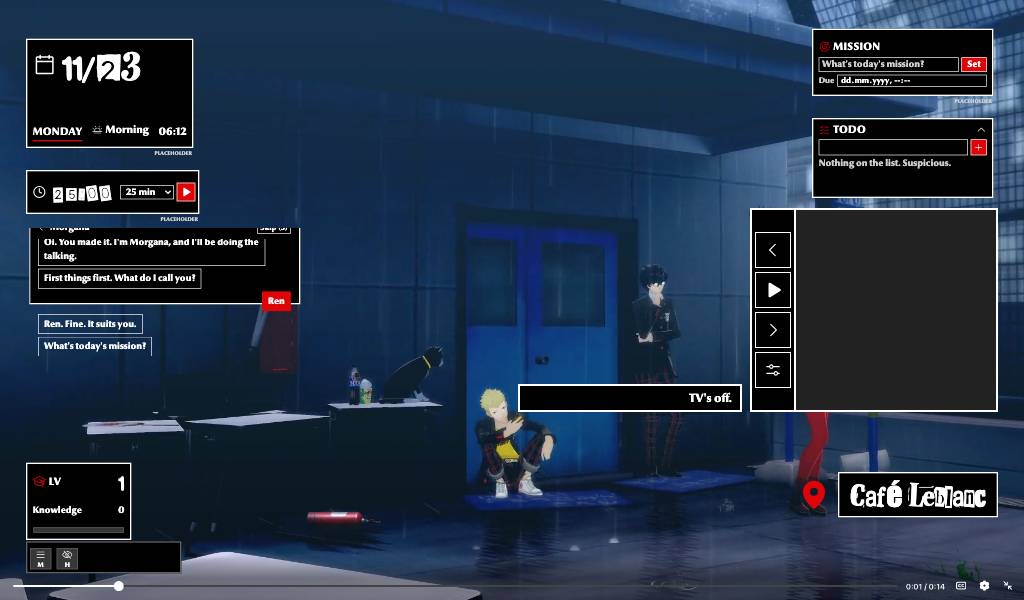 11/23
MONDAY Morning 06:12
PLACEHOLDER
25:00 25 min
PLACEHOLDER
Morgana
Oi. You made it. I'm Morgana, and I'll be doing the
talking.
First things first. What do I call you?
Ren
Ren. Fine. It suits you.
What's today's mission?
LV 1
Knowledge 0
M H
MISSION
What's today's mission? Set
Due dd.mm.yyyy, --:--
PLACEHOLDER
TODO
+
Nothing on the list. Suspicious.
TV's off.
Café Leblanc
0:01 / 0:14 CC